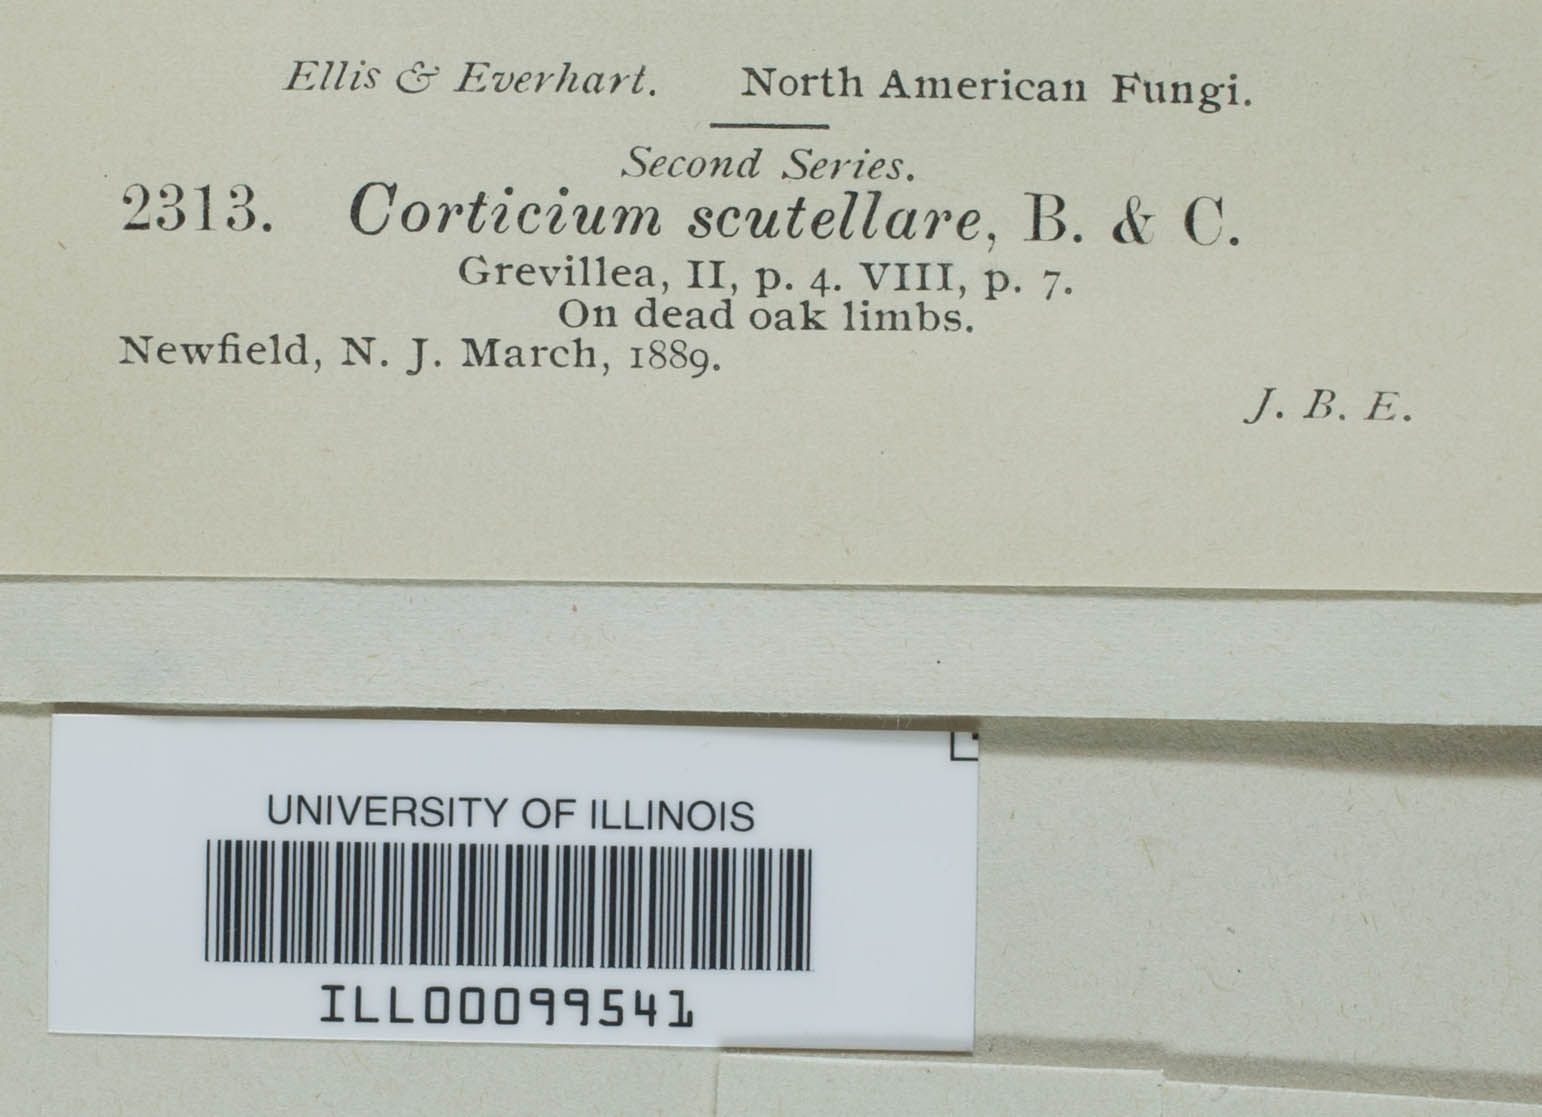 Ellis & Everhart. North American Fungi.
Second Series.
2313. Corticium scutellare, B. & C.
Grevillea, II, p. 4. VIII, p. 7.
On dead oak limbs.
Newfield, N. J. March, 1889.
J. B. E.
UNIVERSITY OF ILLINOIS
ILL00099541